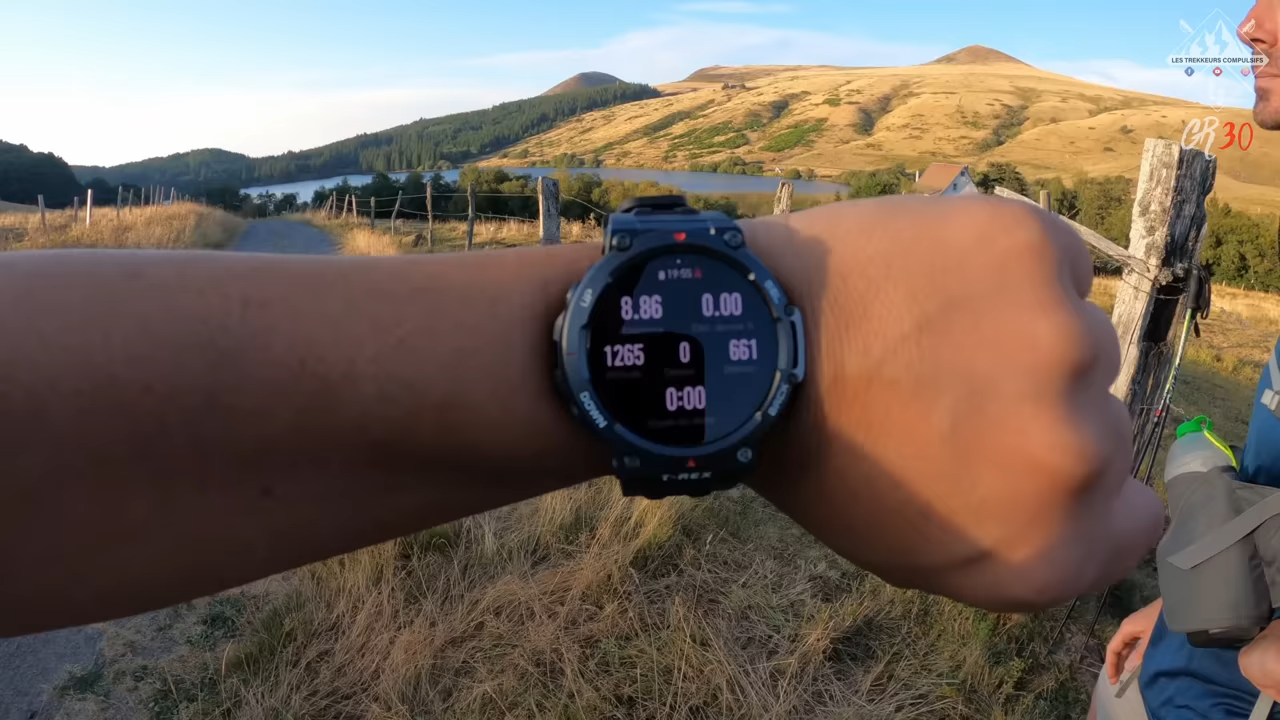 LES TREKKEURS COMPULSIFS
GR30
19:55
8.86
0.00
1265
0
661
0:00
UP
DOWN
BACK
T-REX